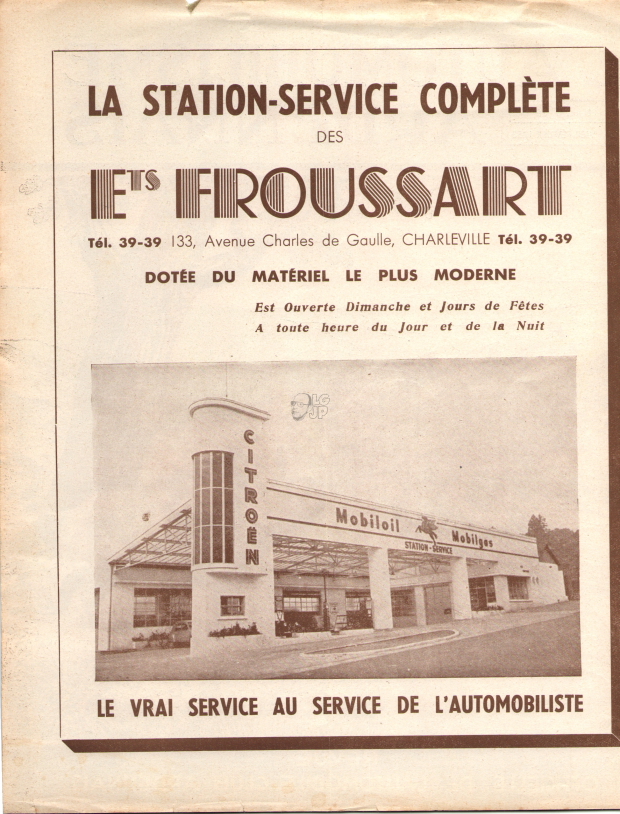 LA STATION-SERVICE COMPLÈTE
DES
ETS FROUSSART
Tél. 39-39 133, Avenue Charles de Gaulle, CHARLEVILLE Tél. 39-39
DOTÉE DU MATÉRIEL LE PLUS MODERNE
Est Ouverte Dimanche et Jours de Fêtes
A toute heure du Jour et de la Nuit
LG
JP
CITROËN
Mobiloil Mobilgas
STATION-SERVICE
LE VRAI SERVICE AU SERVICE DE L'AUTOMOBILISTE